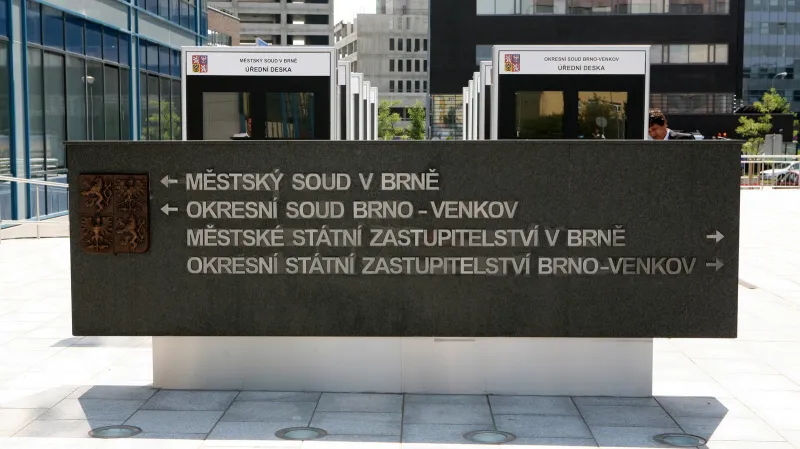 MĚSTSKÝ SOUD V BRNĚ
ÚŘEDNÍ DESKA
OKRESNÍ SOUD BRNO-VENKOV
ÚŘEDNÍ DESKA
← MĚSTSKÝ SOUD V BRNĚ
← OKRESNÍ SOUD BRNO-VENKOV
MĚSTSKÉ STÁTNÍ ZASTUPITELSTVÍ V BRNĚ →
OKRESNÍ STÁTNÍ ZASTUPITELSTVÍ BRNO-VENKOV →